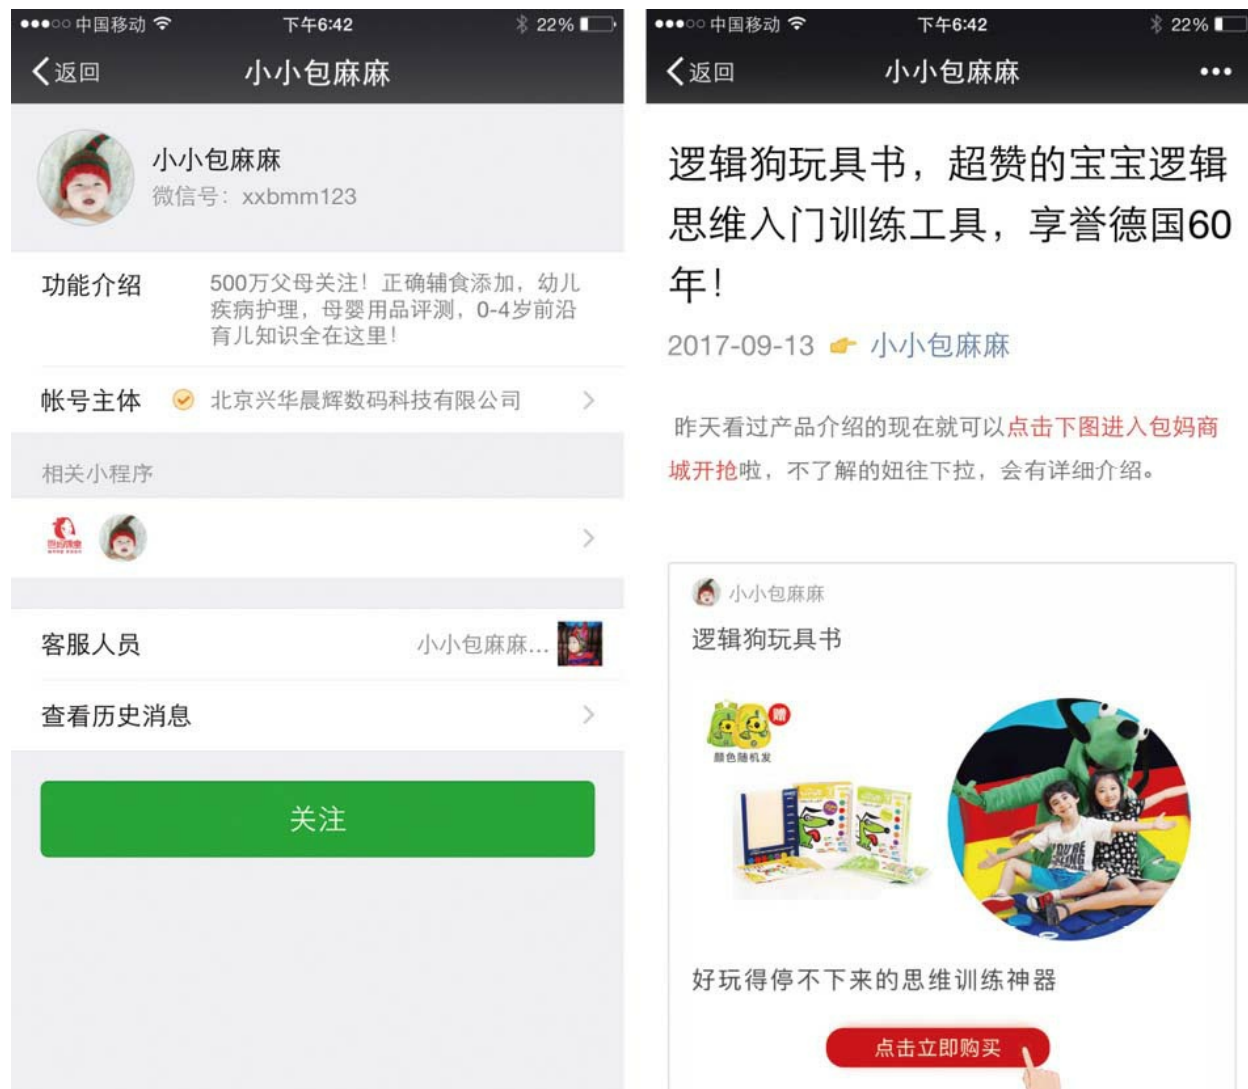 中国移动 下午6:42 22%
返回 小小包麻麻
小小包麻麻
微信号：xxbmm123
功能介绍 500万父母关注！正确辅食添加，幼儿
疾病护理，母婴用品评测，0-4岁前沿
育儿知识全在这里！
帐号主体 北京兴华晨辉数码科技有限公司
相关小程序
客服人员 小小包麻麻...
查看历史消息
关注
中国移动 下午6:42 22%
返回 小小包麻麻
逻辑狗玩具书，超赞的宝宝逻辑
思维入门训练工具，享誉德国60
年！
2017-09-13 小小包麻麻
昨天看过产品介绍的现在就可以点击下图进入包妈商
城开抢啦，不了解的妞往下拉，会有详细介绍。
小小包麻麻
逻辑狗玩具书
赠
颜色随机发
好玩得停不下来的思维训练神器
点击立即购买